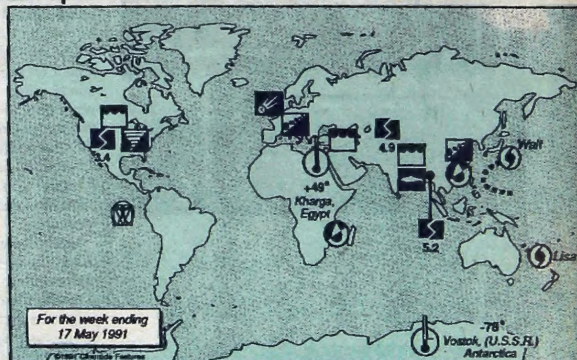 Walt
4.9
3.4
+49°
Kharga,
Egypt
5.2
Lisa
For the week ending
17 May 1991
-78°
Vostok, (U.S.S.R.)
Antarctica
Features